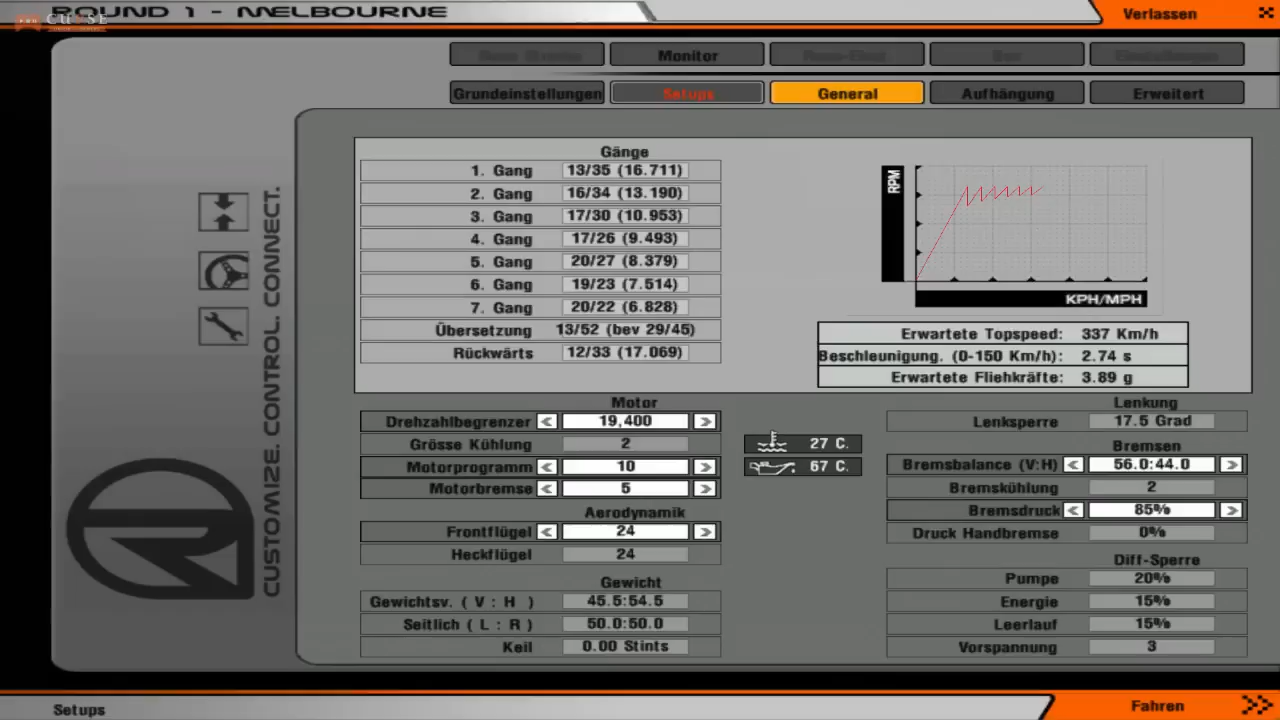 ROUND 1 - MELBOURNE
CURSE
Verlassen
Monitor
Grundeinstellungen
Setups
General
Aufhängung
Erweitert
CUSTOMIZE. CONTROL. CONNECT.
Gänge
1. Gang 13/35 (16.711)
2. Gang 16/34 (13.190)
3. Gang 17/30 (10.953)
4. Gang 17/26 (9.493)
5. Gang 20/27 (8.379)
6. Gang 19/23 (7.514)
7. Gang 20/22 (6.828)
Übersetzung 13/52 (bev 29/45)
Rückwärts 12/33 (17.069)
RPM
KPH/MPH
Erwartete Topspeed: 337 Km/h
Beschleunigung. (0-150 Km/h): 2.74 s
Erwartete Fliehkräfte: 3.89 g
Motor
Drehzahlbegrenzer < 19,400 >
Grösse Kühlung 2
Motorprogramm < 10 >
Motorbremse < 5 >
27 C.
67 C.
Aerodynamik
Frontflügel < 24 >
Heckflügel 24
Gewicht
Gewichtsv. ( V : H ) 45.5:54.5
Seitlich ( L : R ) 50.0:50.0
Keil 0.00 Stints
Lenkung
Lenksperre 17.5 Grad
Bremsen
Bremsbalance (V:H) < 56.0:44.0 >
Bremskühlung 2
Bremsdruck < 85% >
Druck Handbremse 0%
Diff-Sperre
Pumpe 20%
Energie 15%
Leerlauf 15%
Vorspannung 3
Setups
Fahren >>